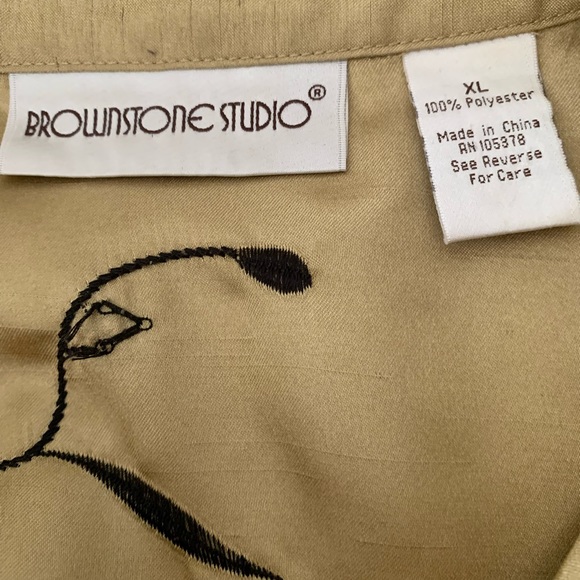 BROWNSTONE STUDIO®
XL
100% Polyester
Made in China
RN 105378
See Reverse
For Care